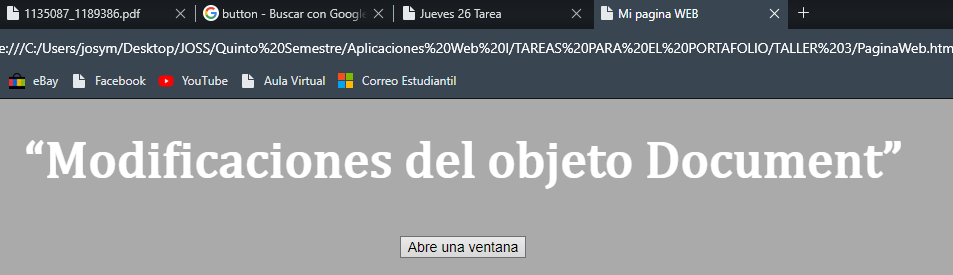 1135087_1189386.pdf
button - Buscar con Google
Jueves 26 Tarea
Mi pagina WEB
e:///C:/Users/josym/Desktop/JOSS/Quinto%20Semestre/Aplicaciones%20Web%20I/TAREAS%20PARA%20EL%20PORTAFOLIO/TALLER%203/PaginaWeb.htm
eBay Facebook YouTube Aula Virtual Correo Estudiantil
“Modificaciones del objeto Document”
Abre una ventana